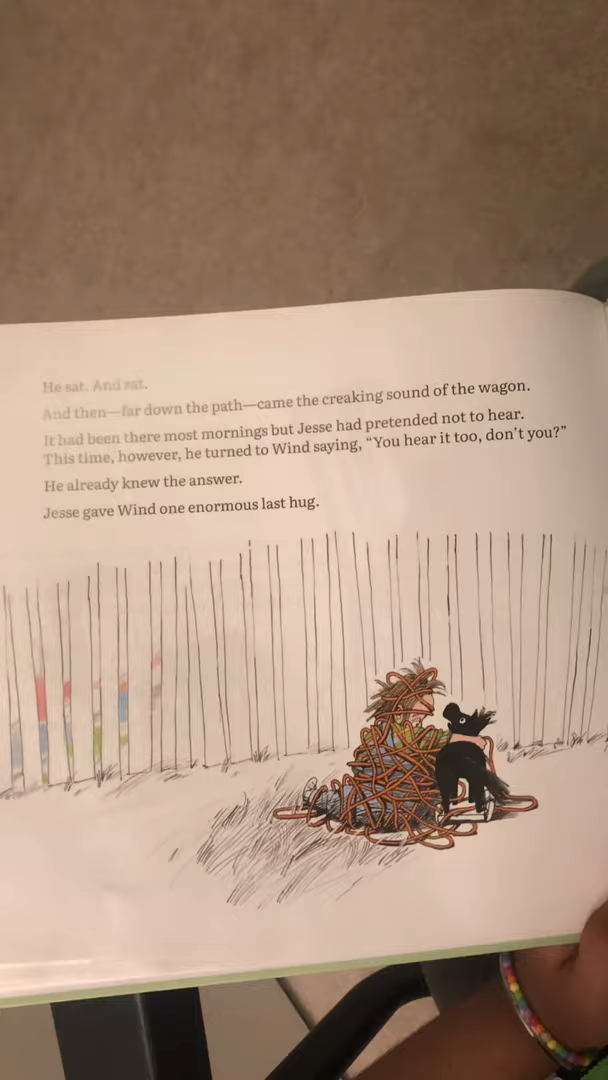 He sat. And sat.
And then—far down the path—came the creaking sound of the wagon.
It had been there most mornings but Jesse had pretended not to hear.
This time, however, he turned to Wind saying, “You hear it too, don’t you?”
He already knew the answer.
Jesse gave Wind one enormous last hug.